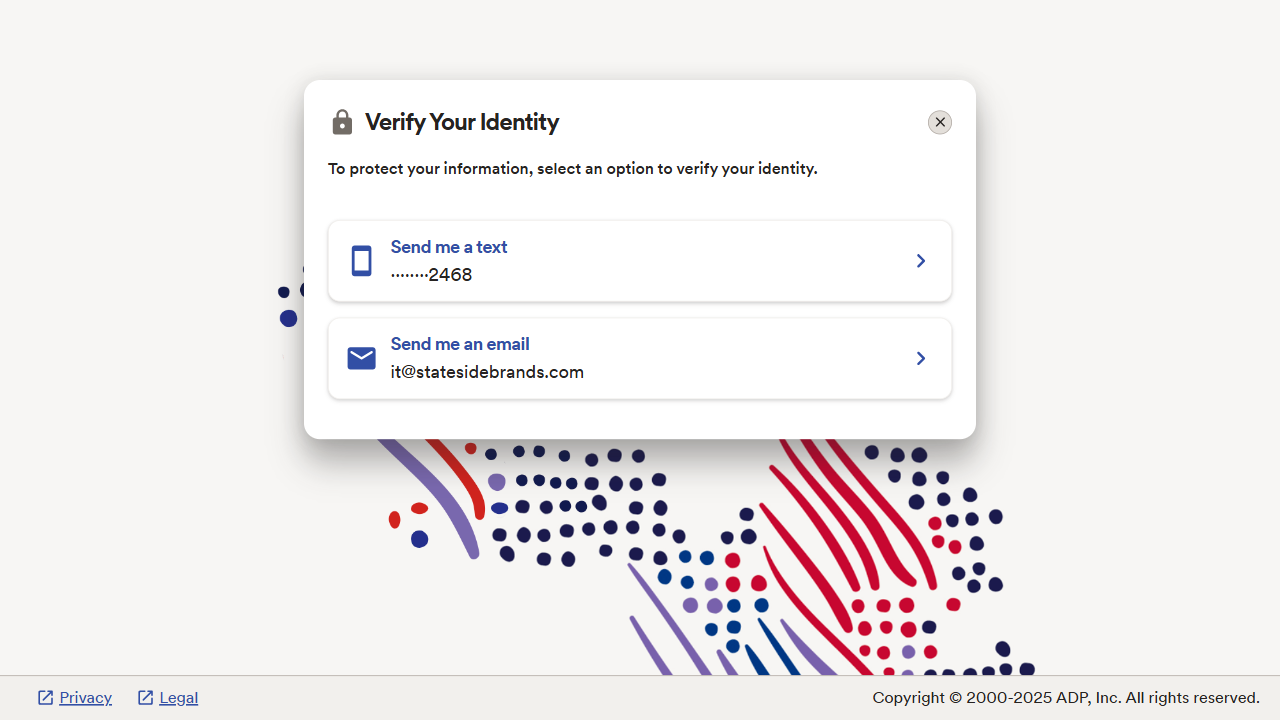 Verify Your Identity
To protect your information, select an option to verify your identity.
Send me a text
········2468
Send me an email
it@statesidebrands.com
Privacy
Legal
Copyright © 2000-2025 ADP, Inc. All rights reserved.